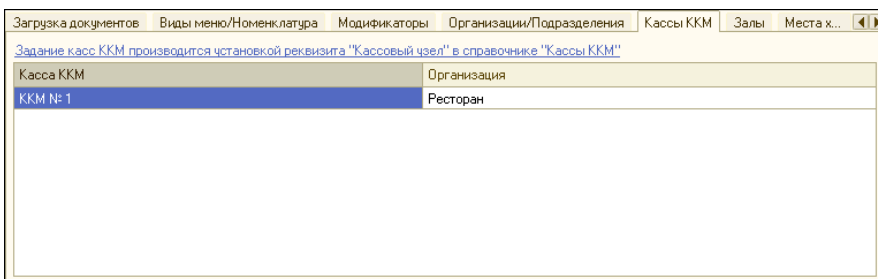 Загрузка документов Виды меню/Номенклатура Модификаторы Организации/Подразделения Кассы ККМ Залы Места х...
Задание касс ККМ производится установкой реквизита "Кассовый узел" в справочнике "Кассы ККМ"
Касса ККМ Организация
ККМ № 1 Ресторан